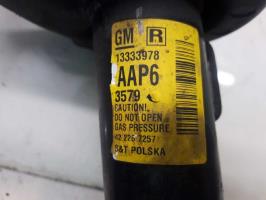 GM R
13333978
AAP6
3579
CAUTION!
DO NOT OPEN
GAS PRESSURE
S&T POLSKA